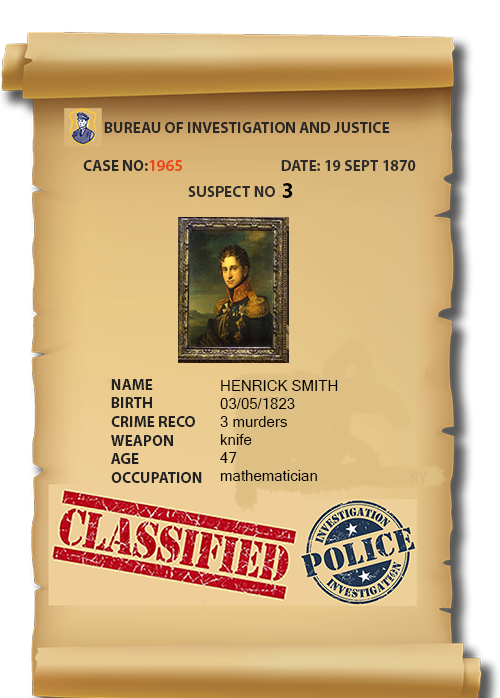 BUREAU OF INVESTIGATION AND JUSTICE
CASE NO:1965 DATE: 19 SEPT 1870
SUSPECT NO 3
NAME HENRICK SMITH
BIRTH 03/05/1823
CRIME RECO 3 murders
WEAPON knife
AGE 47
OCCUPATION mathematician
CLASSIFIED
INVESTIGATION
POLICE
INVESTIGATION